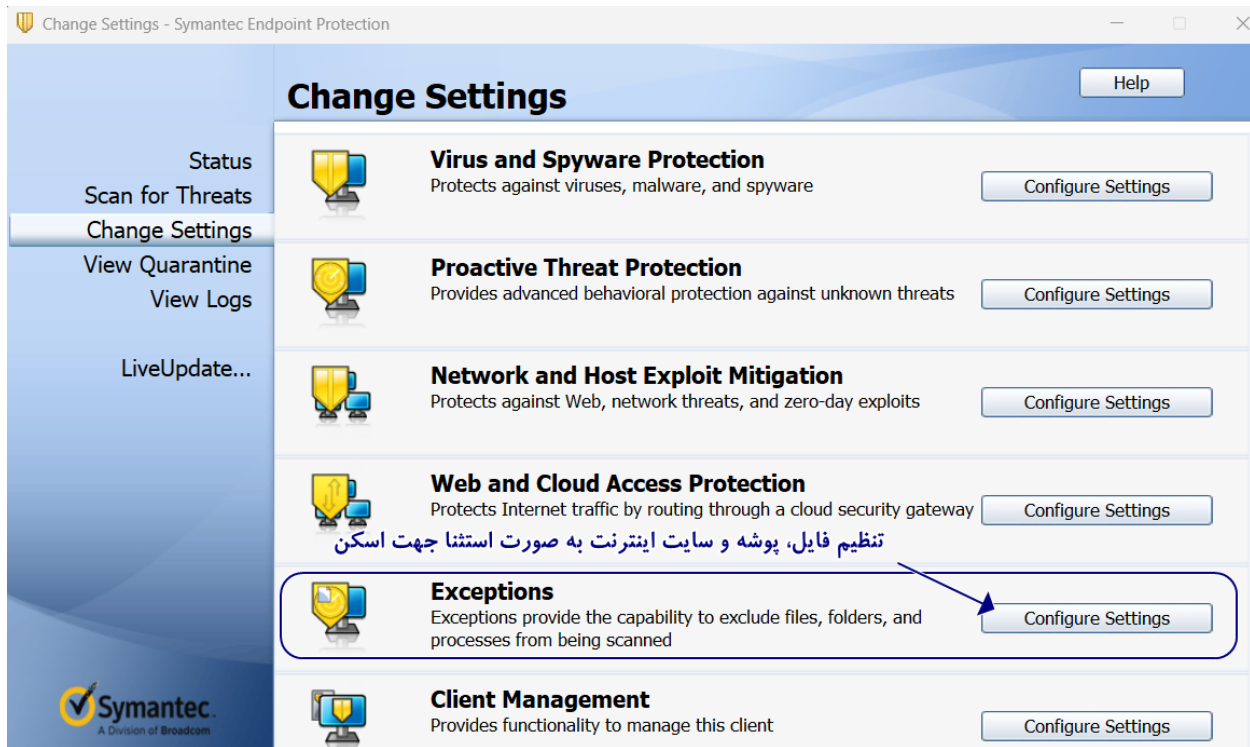 Change Settings - Symantec Endpoint Protection
Change Settings
Help
Status
Scan for Threats
Change Settings
View Quarantine
View Logs
LiveUpdate...
Virus and Spyware Protection
Protects against viruses, malware, and spyware
Configure Settings
Proactive Threat Protection
Provides advanced behavioral protection against unknown threats
Configure Settings
Network and Host Exploit Mitigation
Protects against Web, network threats, and zero-day exploits
Configure Settings
Web and Cloud Access Protection
Protects Internet traffic by routing through a cloud security gateway
Configure Settings
تنظیم فایل، پوشه و سایت اینترنت به صورت استثنا جهت اسکن
Exceptions
Exceptions provide the capability to exclude files, folders, and
processes from being scanned
Configure Settings
Client Management
Provides functionality to manage this client
Configure Settings
Symantec.
A Division of Broadcom